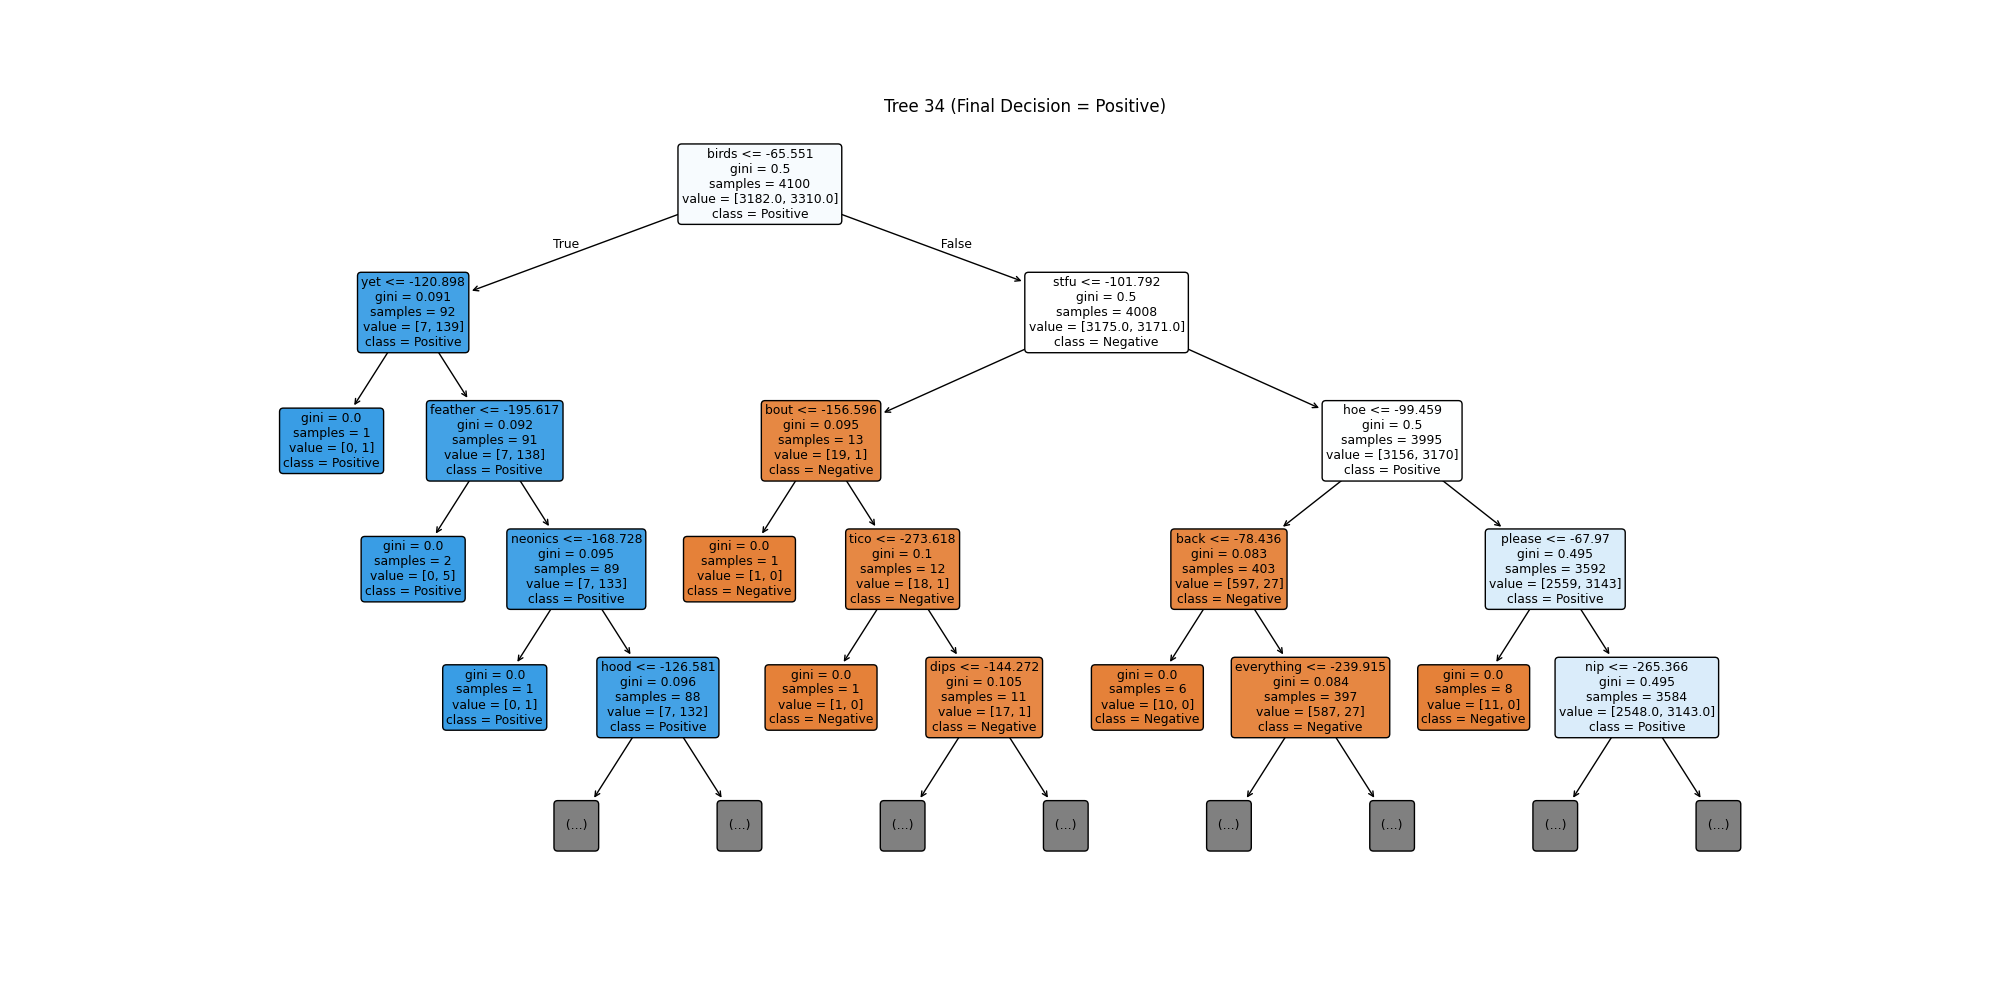 Tree 34 (Final Decision = Positive)
birds <= -65.551
gini = 0.5
samples = 4100
value = [3182.0, 3310.0]
class = Positive
True
False
yet <= -120.898
gini = 0.091
samples = 92
value = [7, 139]
class = Positive
stfu <= -101.792
gini = 0.5
samples = 4008
value = [3175.0, 3171.0]
class = Negative
gini = 0.0
samples = 1
value = [0, 1]
class = Positive
feather <= -195.617
gini = 0.092
samples = 91
value = [7, 138]
class = Positive
bout <= -156.596
gini = 0.095
samples = 13
value = [19, 1]
class = Negative
hoe <= -99.459
gini = 0.5
samples = 3995
value = [3156, 3170]
class = Positive
gini = 0.0
samples = 2
value = [0, 5]
class = Positive
neonics <= -168.728
gini = 0.095
samples = 89
value = [7, 133]
class = Positive
gini = 0.0
samples = 1
value = [1, 0]
class = Negative
tico <= -273.618
gini = 0.1
samples = 12
value = [18, 1]
class = Negative
back <= -78.436
gini = 0.083
samples = 403
value = [597, 27]
class = Negative
please <= -67.97
gini = 0.495
samples = 3592
value = [2559, 3143]
class = Positive
gini = 0.0
samples = 1
value = [0, 1]
class = Positive
hood <= -126.581
gini = 0.096
samples = 88
value = [7, 132]
class = Positive
gini = 0.0
samples = 1
value = [1, 0]
class = Negative
dips <= -144.272
gini = 0.105
samples = 11
value = [17, 1]
class = Negative
gini = 0.0
samples = 6
value = [10, 0]
class = Negative
everything <= -239.915
gini = 0.084
samples = 397
value = [587, 27]
class = Negative
gini = 0.0
samples = 8
value = [11, 0]
class = Negative
nip <= -265.366
gini = 0.495
samples = 3584
value = [2548.0, 3143.0]
class = Positive
(...)
(...)
(...)
(...)
(...)
(...)
(...)
(...)